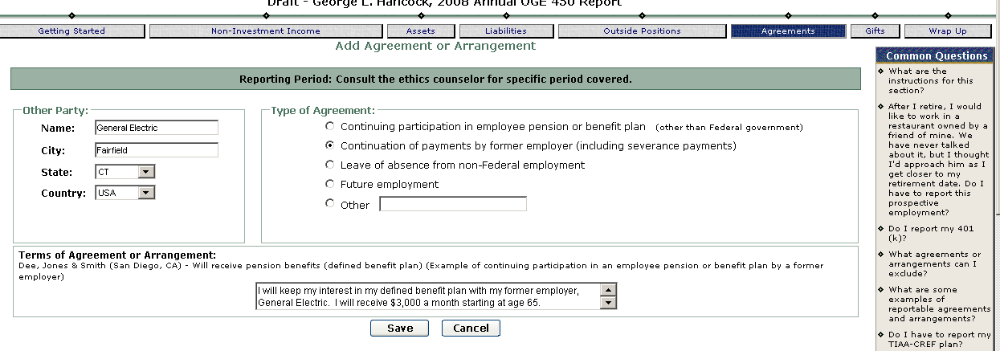 Draft - George L. Hancock, 2008 Annual OGE 450 Report
Getting Started
Non-Investment Income
Assets
Liabilities
Outside Positions
Agreements
Gifts
Wrap Up
Add Agreement or Arrangement
Reporting Period: Consult the ethics counselor for specific period covered.
Other Party:
Name: General Electric
City: Fairfield
State: CT
Country: USA
Type of Agreement:
Continuing participation in employee pension or benefit plan (other than Federal government)
Continuation of payments by former employer (including severance payments)
Leave of absence from non-Federal employment
Future employment
Other
Terms of Agreement or Arrangement:
Dee, Jones & Smith (San Diego, CA) - Will receive pension benefits (defined benefit plan) (Example of continuing participation in an employee pension or benefit plan by a former
employer)
I will keep my interest in my defined benefit plan with my former employer,
General Electric. I will receive $3,000 a month starting at age 65.
Save
Cancel
Common Questions
What are the
instructions for this
section?
After I retire, I would
like to work in a
restaurant owned by a
friend of mine. We
have never talked
about it, but I thought
I'd approach him as I
get closer to my
retirement date. Do I
have to report this
prospective
employment?
Do I report my 401
(k)?
What agreements or
arrangements can I
exclude?
What are some
examples of
reportable agreements
and arrangements?
Do I have to report my
TIAA-CREF plan?